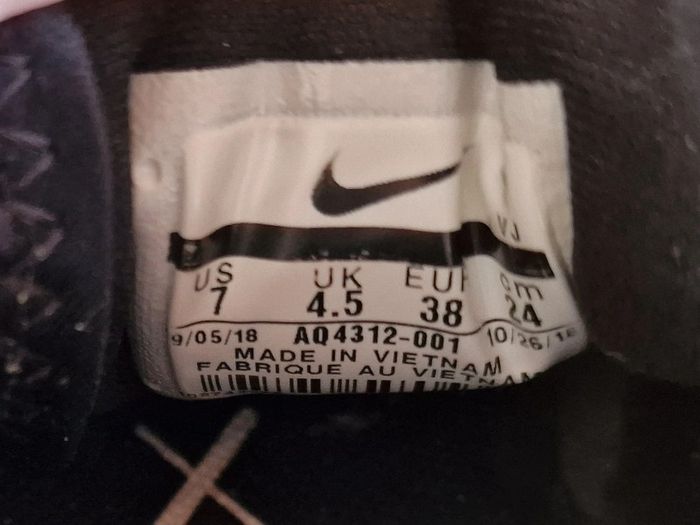 VJ
US UK EUR cm
7 4.5 38 24
9/05/18 AQ4312-001
MADE IN VIETNAM
FABRIQUE AU VIETNAM